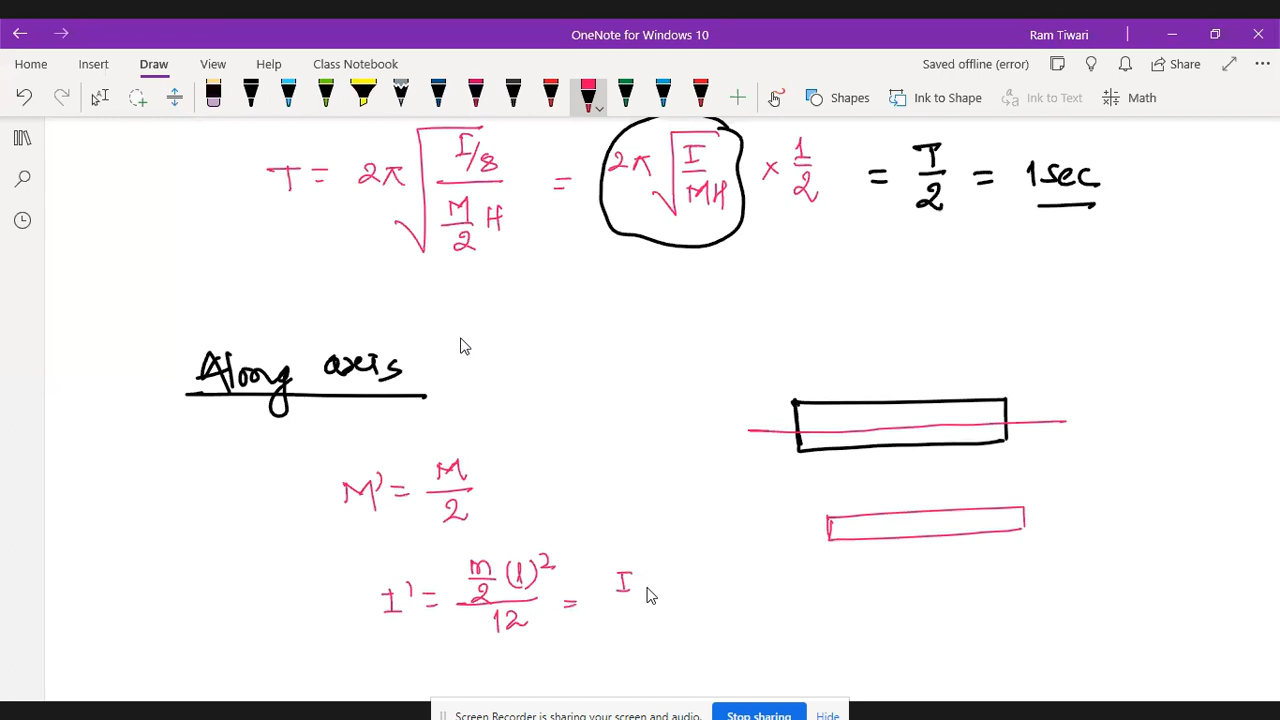 OneNote for Windows 10
Ram Tiwari
Home Insert Draw View Help Class Notebook
Saved offline (error) Share
Shapes Ink to Shape Ink to Text Math
T = 2π √((I/8)/((M/2)H)) = 2π √(I/MH) × 1/2 = T/2 = 1sec
Along axis
M' = M/2
I' = (m/2 (l)²)/12 = I
Screen Recorder is sharing your screen and audio. Stop sharing Hide